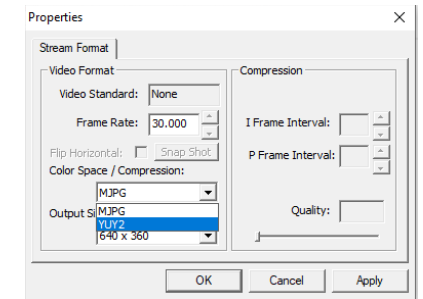 Properties
Stream Format
Video Format
Video Standard: None
Frame Rate: 30.000
Flip Horizontal: Snap Shot
Color Space / Compression:
MJPG
MJPG
Output Si
YUY2
640 x 360
Compression
I Frame Interval:
P Frame Interval:
Quality:
OK Cancel Apply